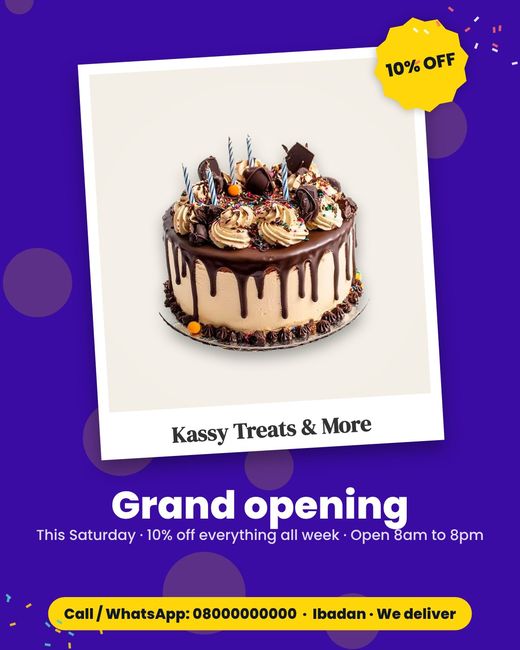 10% OFF
Kassy Treats & More
Grand opening
This Saturday · 10% off everything all week · Open 8am to 8pm
Call / WhatsApp: 08000000000 · Ibadan · We deliver